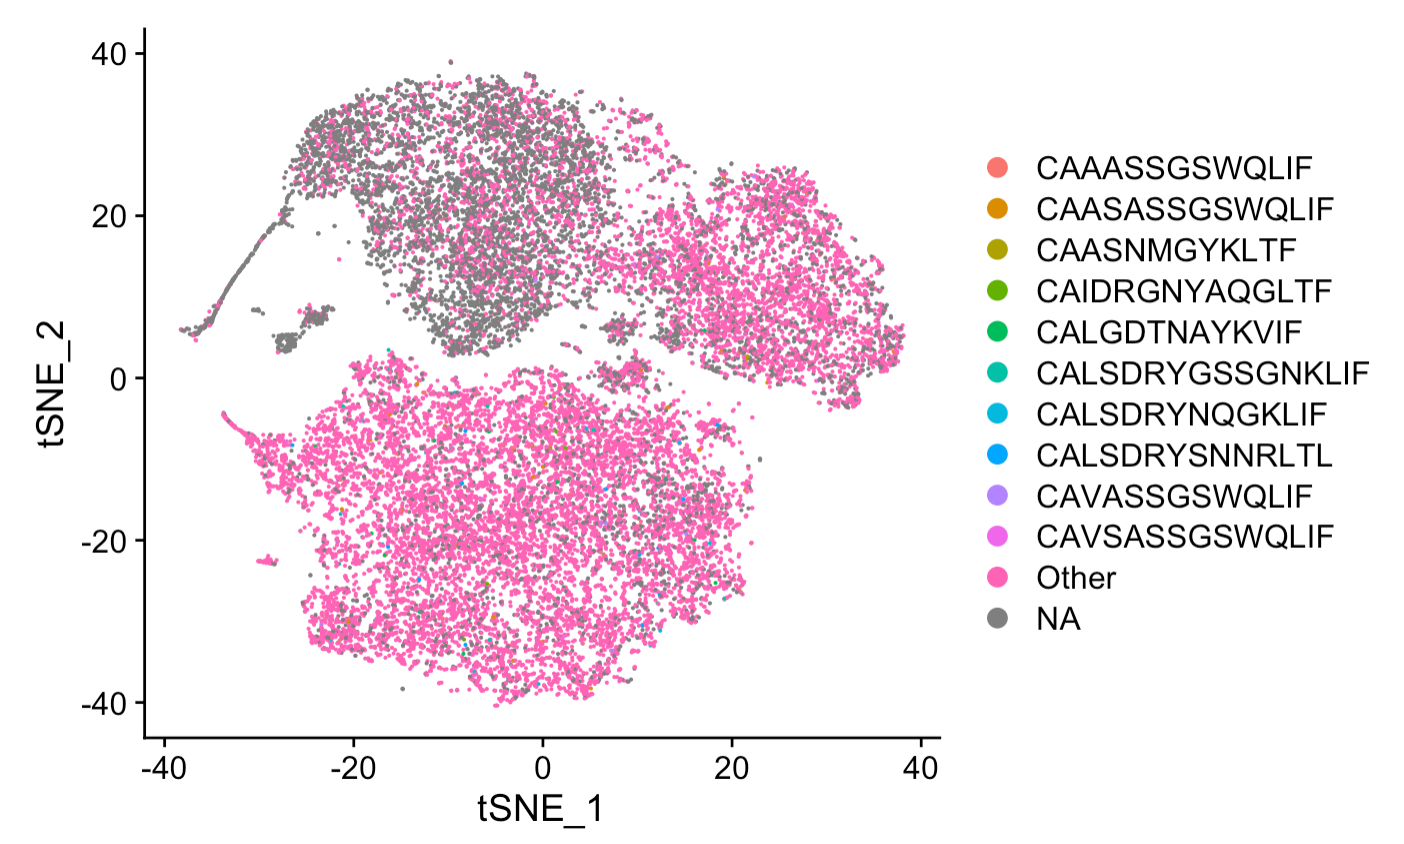 40
20
0
-20
-40
tSNE_2
-40
-20
0
20
40
tSNE_1
CAAASSGSWQLIF
CAASASSGSWQLIF
CAASNMGYKLTF
CAIDRGNYAQGLTF
CALGDTNAYKVIF
CALSDRYGSSGNKLIF
CALSDRYNQGKLIF
CALSDRYSNNRLTL
CAVASSGSWQLIF
CAVSASSGSWQLIF
Other
NA